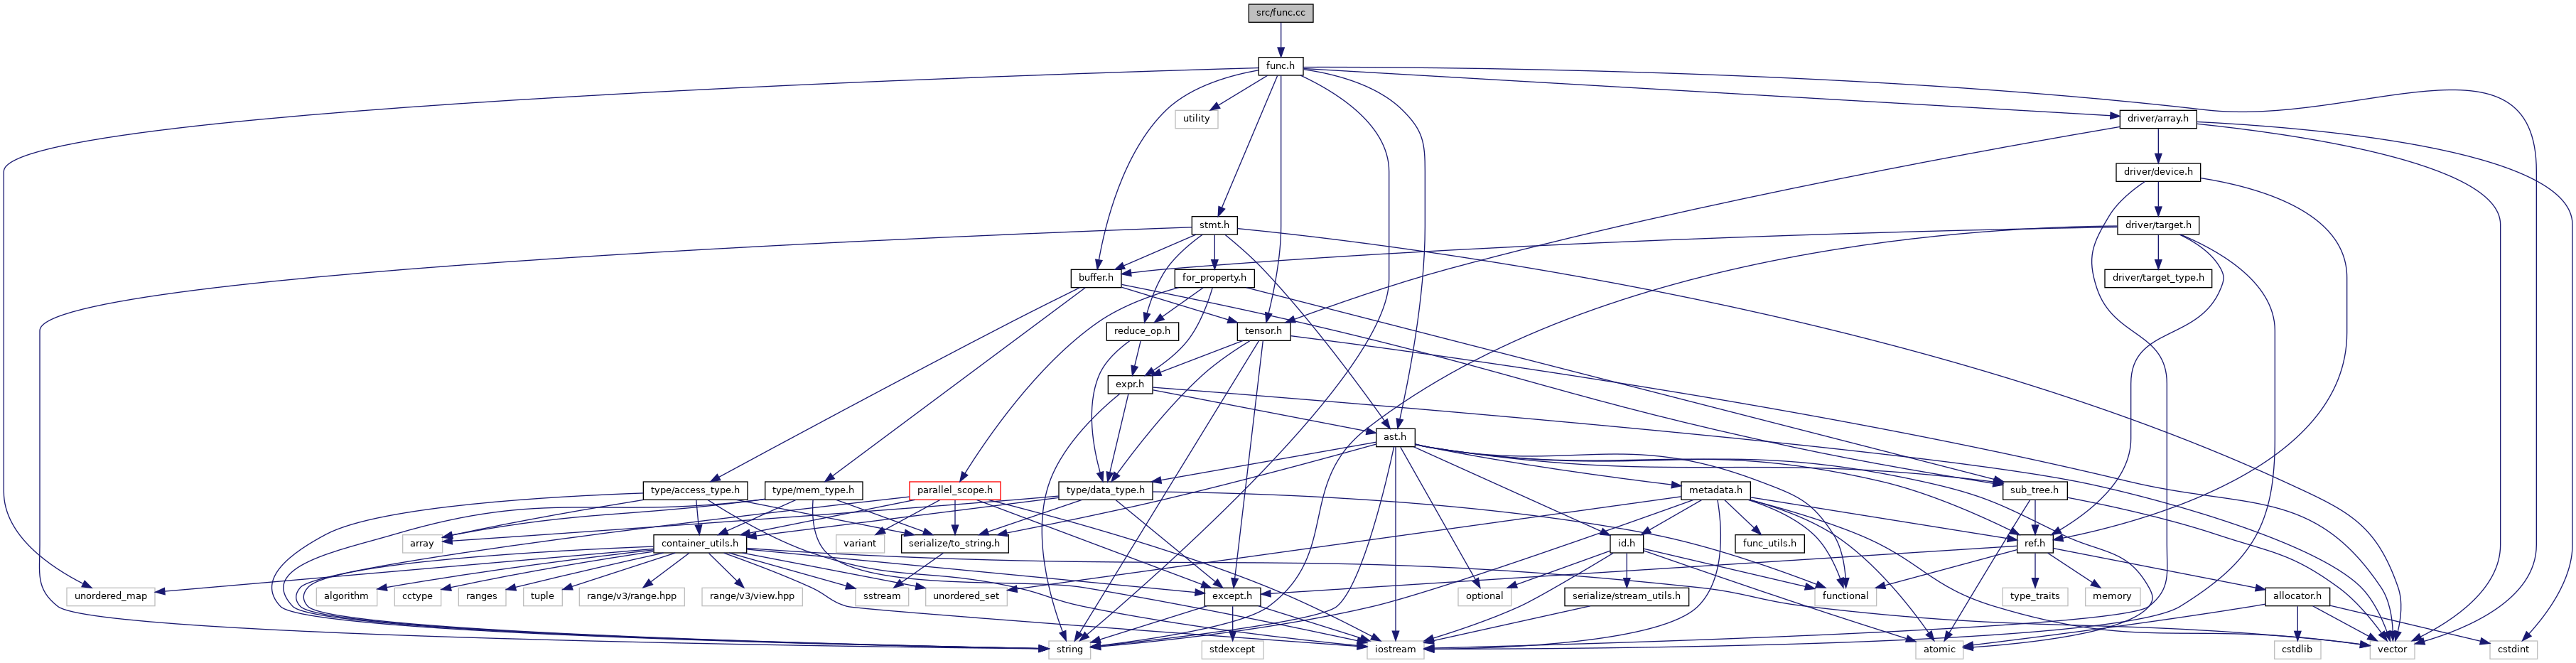 src/func.cc
func.h
utility
driver/array.h
driver/device.h
stmt.h
driver/target.h
buffer.h
for_property.h
driver/target_type.h
reduce_op.h
tensor.h
expr.h
ast.h
type/access_type.h
type/mem_type.h
parallel_scope.h
type/data_type.h
metadata.h
sub_tree.h
array
container_utils.h
variant
serialize/to_string.h
id.h
func_utils.h
ref.h
unordered_map
algorithm
cctype
ranges
tuple
range/v3/range.hpp
range/v3/view.hpp
sstream
unordered_set
except.h
optional
serialize/stream_utils.h
functional
type_traits
memory
allocator.h
string
stdexcept
iostream
atomic
cstdlib
vector
cstdint